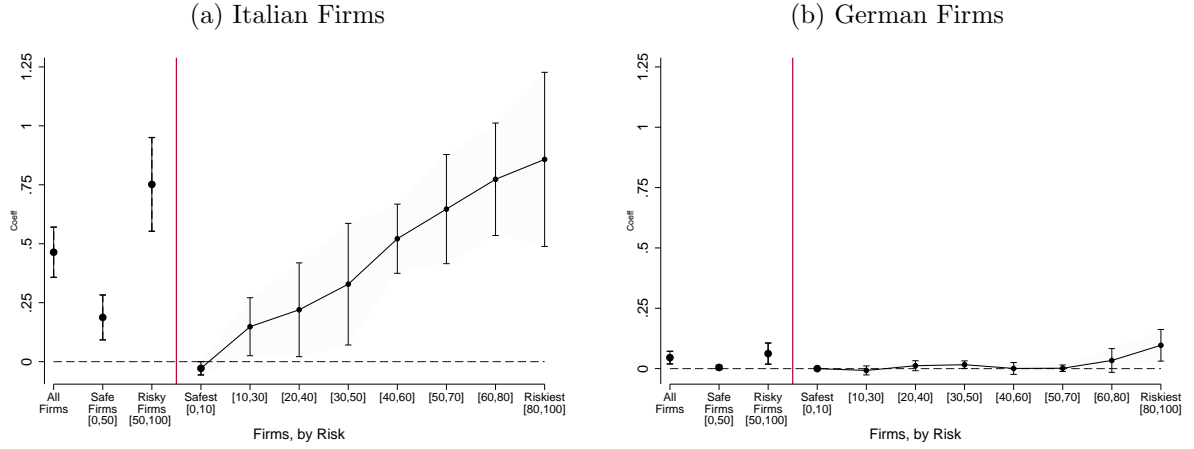 (a) Italian Firms
1.25
1
.75
.5
.25
0
Coeff
All
Firms
Safe
Firms
[0,50]
Risky
Firms
[50,100]
Safest
[0,10]
[10,30]
[20,40]
[30,50]
[40,60]
[50,70]
[60,80]
Riskiest
[80,100]
Firms, by Risk
(b) German Firms
1.25
1
.75
.5
.25
0
Coeff
All
Firms
Safe
Firms
[0,50]
Risky
Firms
[50,100]
Safest
[0,10]
[10,30]
[20,40]
[30,50]
[40,60]
[50,70]
[60,80]
Riskiest
[80,100]
Firms, by Risk